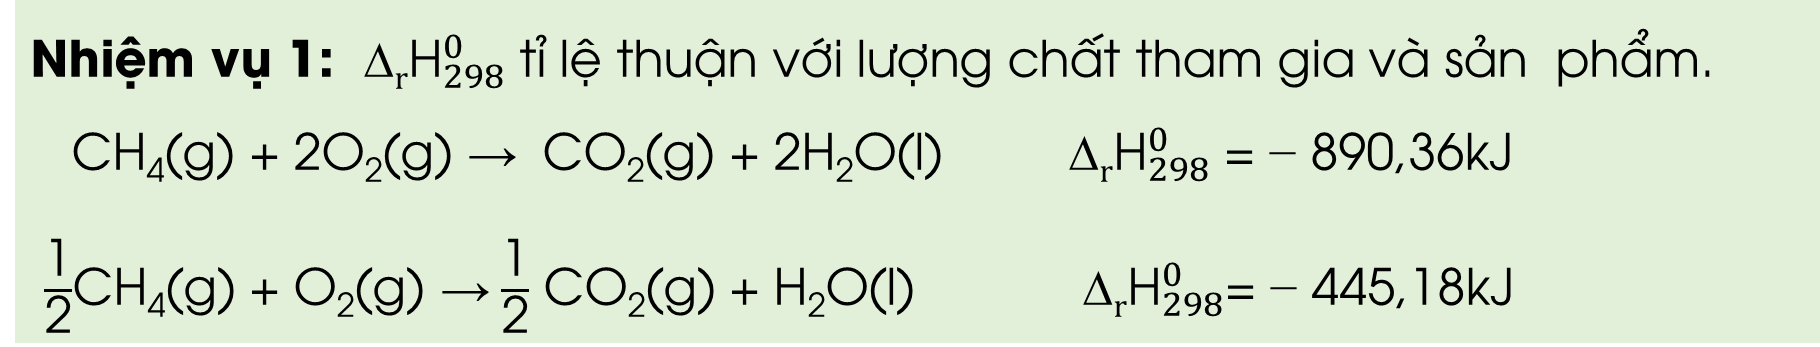 Nhiệm vụ 1: ΔᵣH⁰₂₉₈ tỉ lệ thuận với lượng chất tham gia và sản phẩm.
CH₄(g) + 2O₂(g) → CO₂(g) + 2H₂O(l) ΔᵣH⁰₂₉₈ = – 890,36kJ
½CH₄(g) + O₂(g) → ½ CO₂(g) + H₂O(l) ΔᵣH⁰₂₉₈= – 445,18kJ